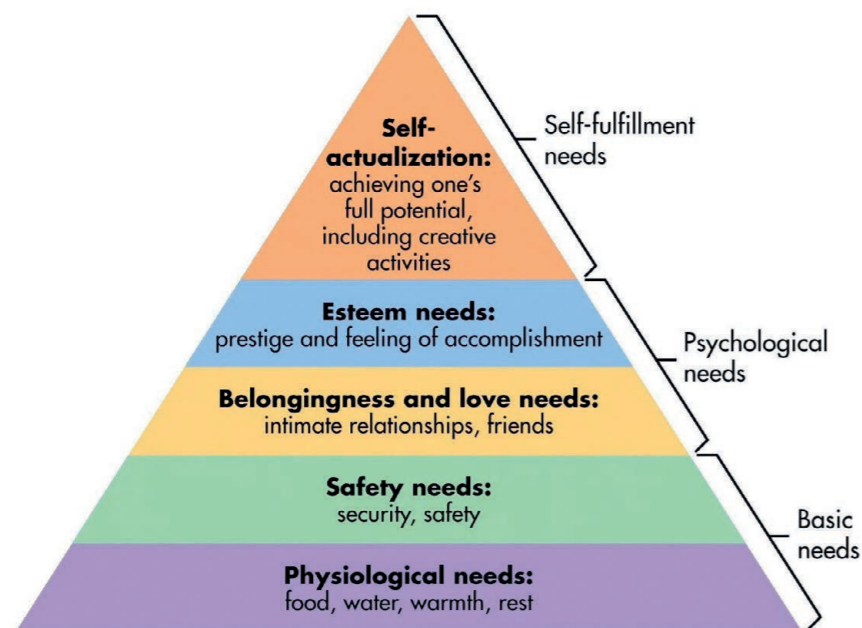 Self-
actualization:
achieving one's
full potential,
including creative
activities
Self-fulfillment
needs
Esteem needs:
prestige and feeling of accomplishment
Belongingness and love needs:
intimate relationships, friends
Psychological
needs
Safety needs:
security, safety
Physiological needs:
food, water, warmth, rest
Basic
needs